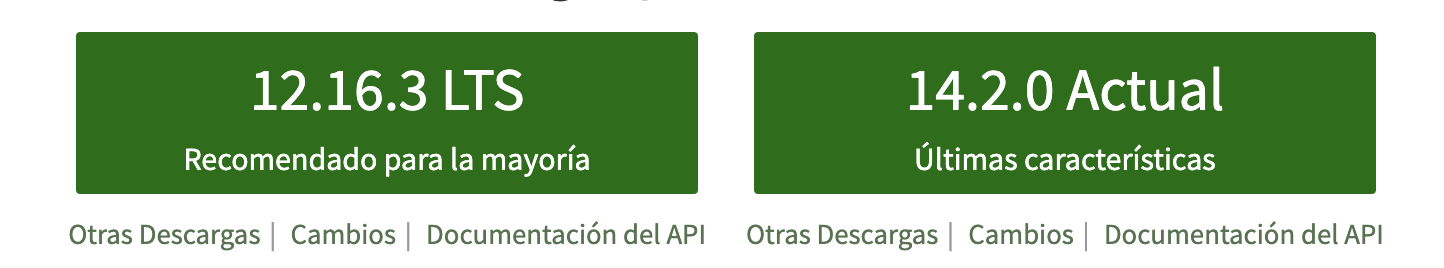 12.16.3 LTS
Recomendado para la mayoría
Otras Descargas | Cambios | Documentación del API
14.2.0 Actual
Últimas características
Otras Descargas | Cambios | Documentación del API